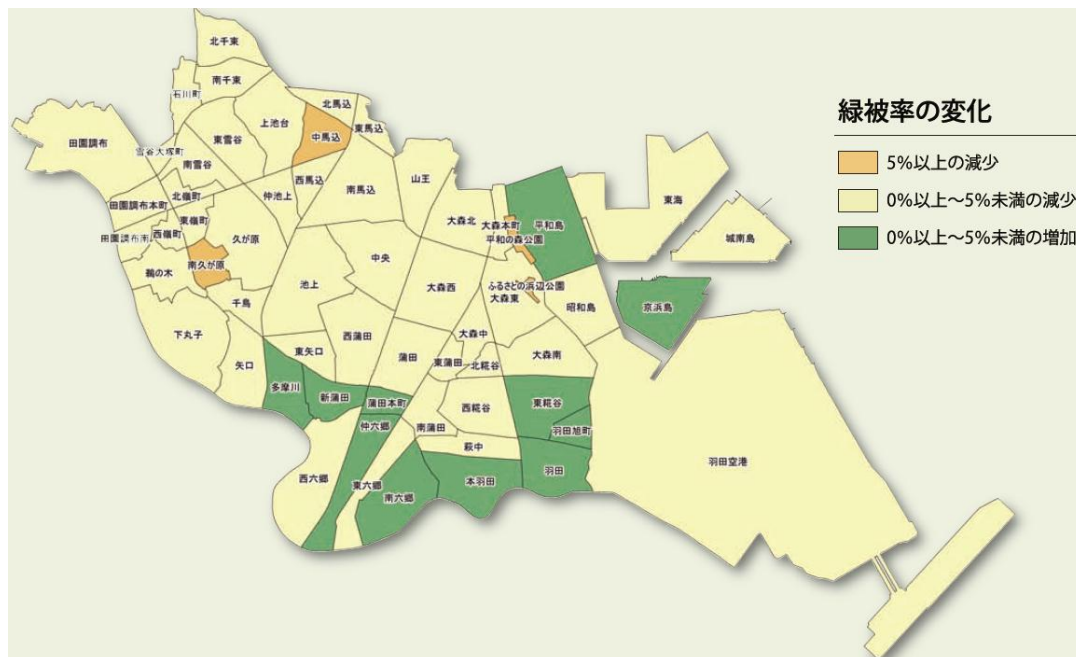 緑被率の変化
5%以上の減少
0%以上～5%未満の減少
0%以上～5%未満の増加
北千束
南千束
石川町
北馬込
東馬込
中馬込
上池台
東雪谷
田園調布
雪谷大塚町
南雪谷
西馬込
南馬込
山王
仲池上
北嶺町
田園調布本町
東嶺町
西嶺町
田園調布南
久が原
大森北
大森本町
平和の森公園
平和島
東海
城南島
鵜の木
南久が原
中央
池上
大森西
ふるさとの浜辺公園
大森東
昭和島
京浜島
千鳥
下丸子
矢口
東矢口
西蒲田
蒲田
大森中
東蒲田
北糀谷
大森南
多摩川
新蒲田
蒲田本町
西糀谷
東糀谷
仲六郷
南蒲田
羽田旭町
萩中
羽田空港
西六郷
東六郷
南六郷
本羽田
羽田